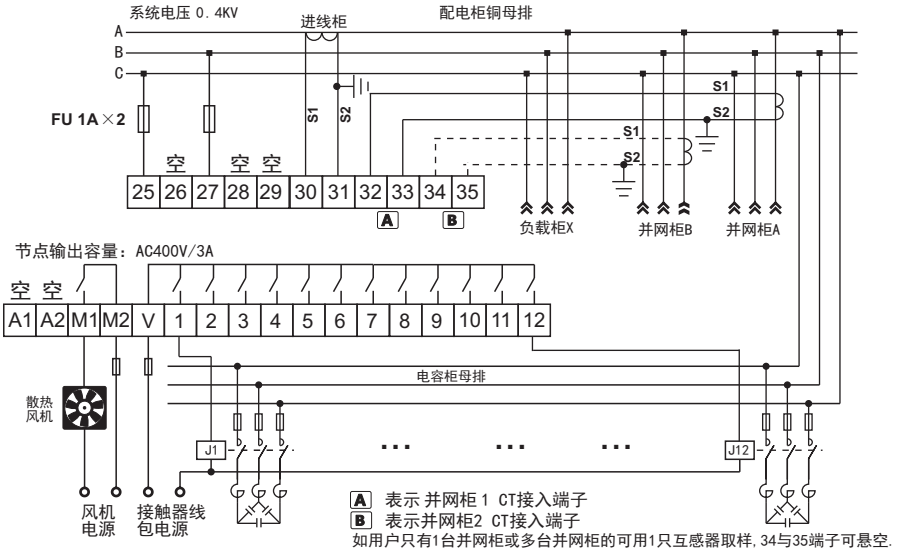 系统电压 0.4KV
进线柜
配电柜铜母排
A
B
C
FU 1A×2
S1
S2
S1
S2
S1
S2
空
空
空
25 26 27 28 29 30 31 32 33 34 35
A
B
负载柜X
并网柜B
并网柜A
节点输出容量: AC400V/3A
空
空
A1 A2 M1 M2 V 1 2 3 4 5 6 7 8 9 10 11 12
电容柜母排
散热
风机
J1
...
...
...
J12
风机
电源
接触器线
包电源
A 表示 并网柜 1 CT接入端子
B 表示并网柜2 CT接入端子
如用户只有1台并网柜或多台并网柜的可用1只互感器取样,34与35端子可悬空.